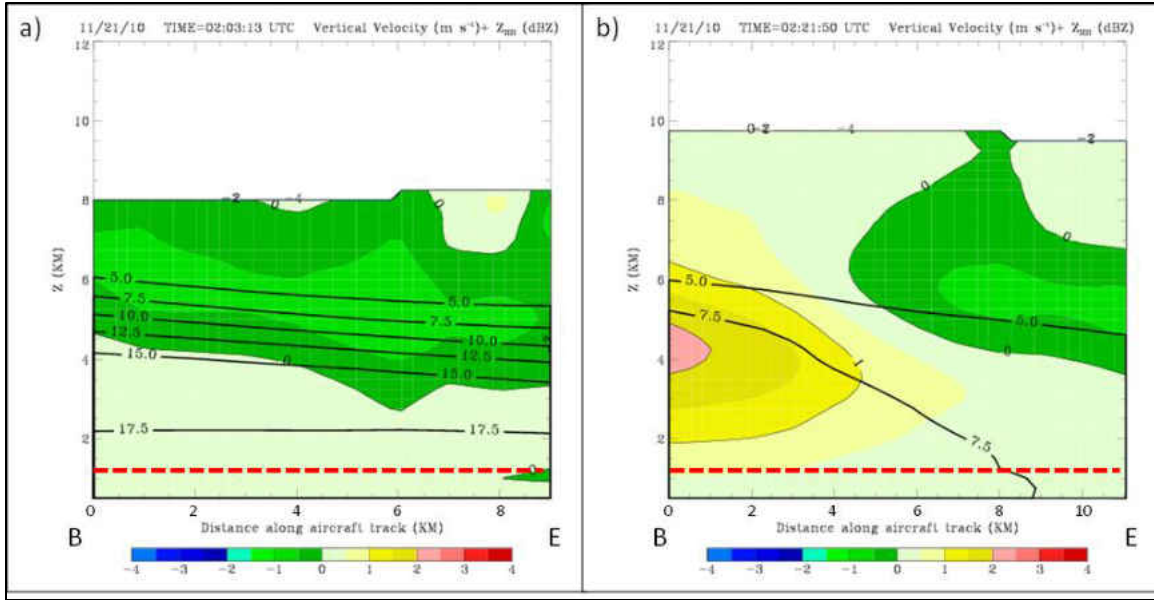 a)
11/21/10 TIME=02:03:13 UTC Vertical Velocity (m s⁻¹)+ Z (dBZ)
12
10
8
6
4
2
Z (KM)
-2
-4
0
0
5.0
5.0
7.5
7.5
10.0
10.0
12.5
12.5
15.0
15.0
0
17.5
17.5
0 2 4 6 8
Distance along aircraft track (KM)
B E
-4 -3 -2 -1 0 1 2 3 4
b)
11/21/10 TIME=02:21:50 UTC Vertical Velocity (m s⁻¹)+ Z (dBZ)
12
10
8
6
4
2
Z (KM)
0-2
-4
-2
0
0
5.0
5.0
7.5
0
1
7.5
0 2 4 6 8 10
Distance along aircraft track (KM)
B E
-4 -3 -2 -1 0 1 2 3 4